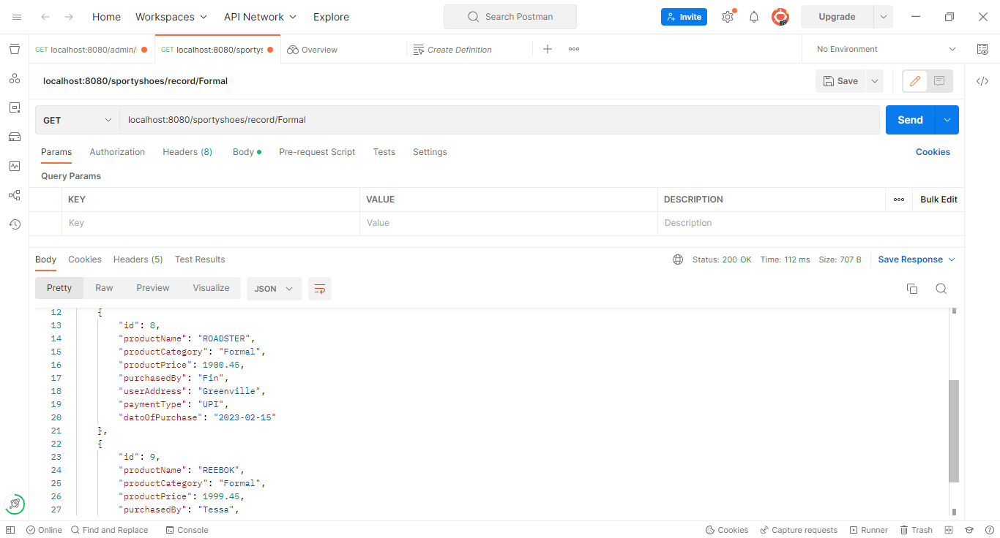 Home Workspaces API Network Explore Search Postman Invite Upgrade
GET localhost:8080/admin/ GET localhost:8080/sportys Overview Create Definition No Environment
localhost:8080/sportyshoes/record/Formal Save
GET localhost:8080/sportyshoes/record/Formal Send
Params Authorization Headers (8) Body Pre-request Script Tests Settings Cookies
Query Params
KEY VALUE DESCRIPTION Bulk Edit
Key Value Description
Body Cookies Headers (5) Test Results Status: 200 OK Time: 112 ms Size: 707 B Save Response
Pretty Raw Preview Visualize JSON
12 {
13 "id": 8,
14 "productName": "ROADSTER",
15 "productCategory": "Formal",
16 "productPrice": 1900.45,
17 "purchasedBy": "Fin",
18 "userAddress": "Greenville",
19 "paymentType": "UPI",
20 "datoOfPurchase": "2023-02-15"
21 },
22 {
23 "id": 9,
24 "productName": "REEBOK",
25 "productCategory": "Formal",
26 "productPrice": 1999.45,
27 "purchasedBy": "Tessa",
Online Find and Replace Console Cookies Capture requests Runner Trash